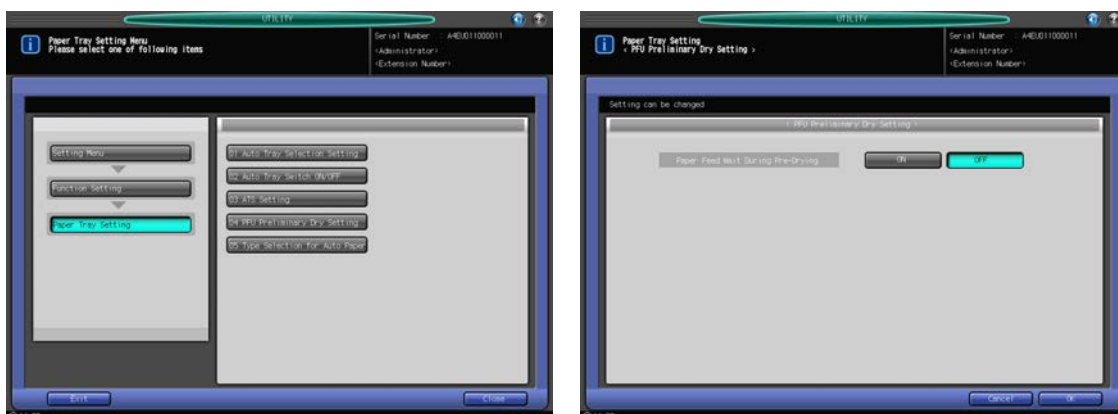 UTILITY
Paper Tray Setting Menu
Please select one of following items
Serial Number : A4EU011000011
<Administrator>
<Extension Number>
Setting Menu
Function Setting
Paper Tray Setting
01 Auto Tray Selection Setting
02 Auto Tray Switch ON/OFF
03 ATS Setting
04 PFU Preliminary Dry Setting
05 Type Selection for Auto Paper
Exit
Close
UTILITY
Paper Tray Setting
< PFU Preliminary Dry Setting >
Serial Number : A4EU011000011
<Administrator>
<Extension Number>
Setting can be changed
< PFU Preliminary Dry Setting >
Paper Feed Wait During Pre-Drying
ON
OFF
Cancel
OK